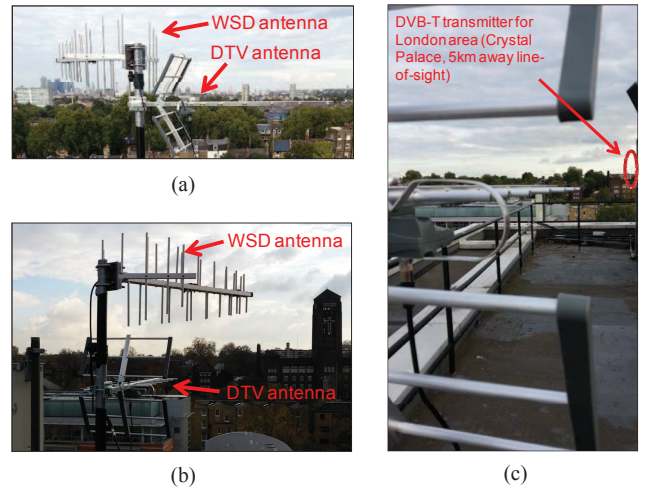 WSD antenna
DTV antenna
(a)
WSD antenna
DTV antenna
(b)
DVB-T transmitter for
London area (Crystal
Palace, 5km away line-
of-sight)
(c)